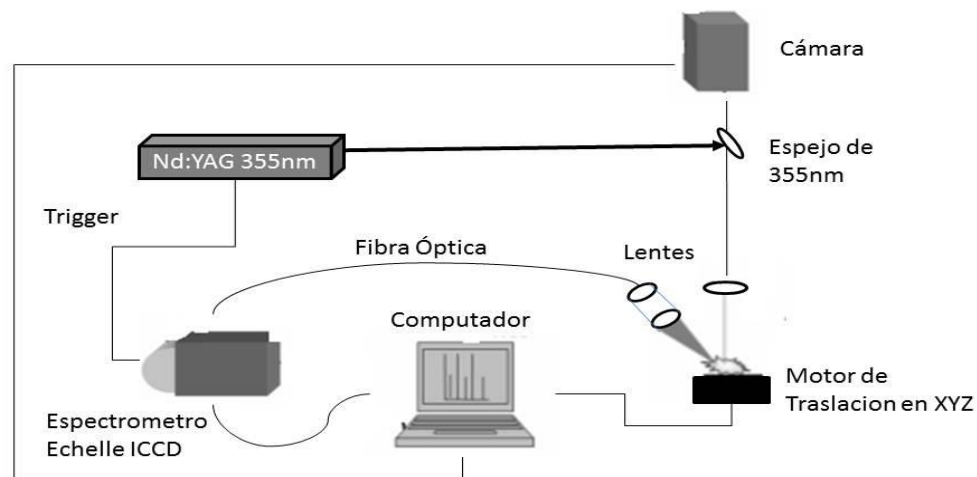 Cámara
Nd:YAG 355nm
Espejo de
355nm
Trigger
Fibra Óptica
Lentes
Computador
Motor de
Traslacion en XYZ
Espectrometro
Echelle ICCD